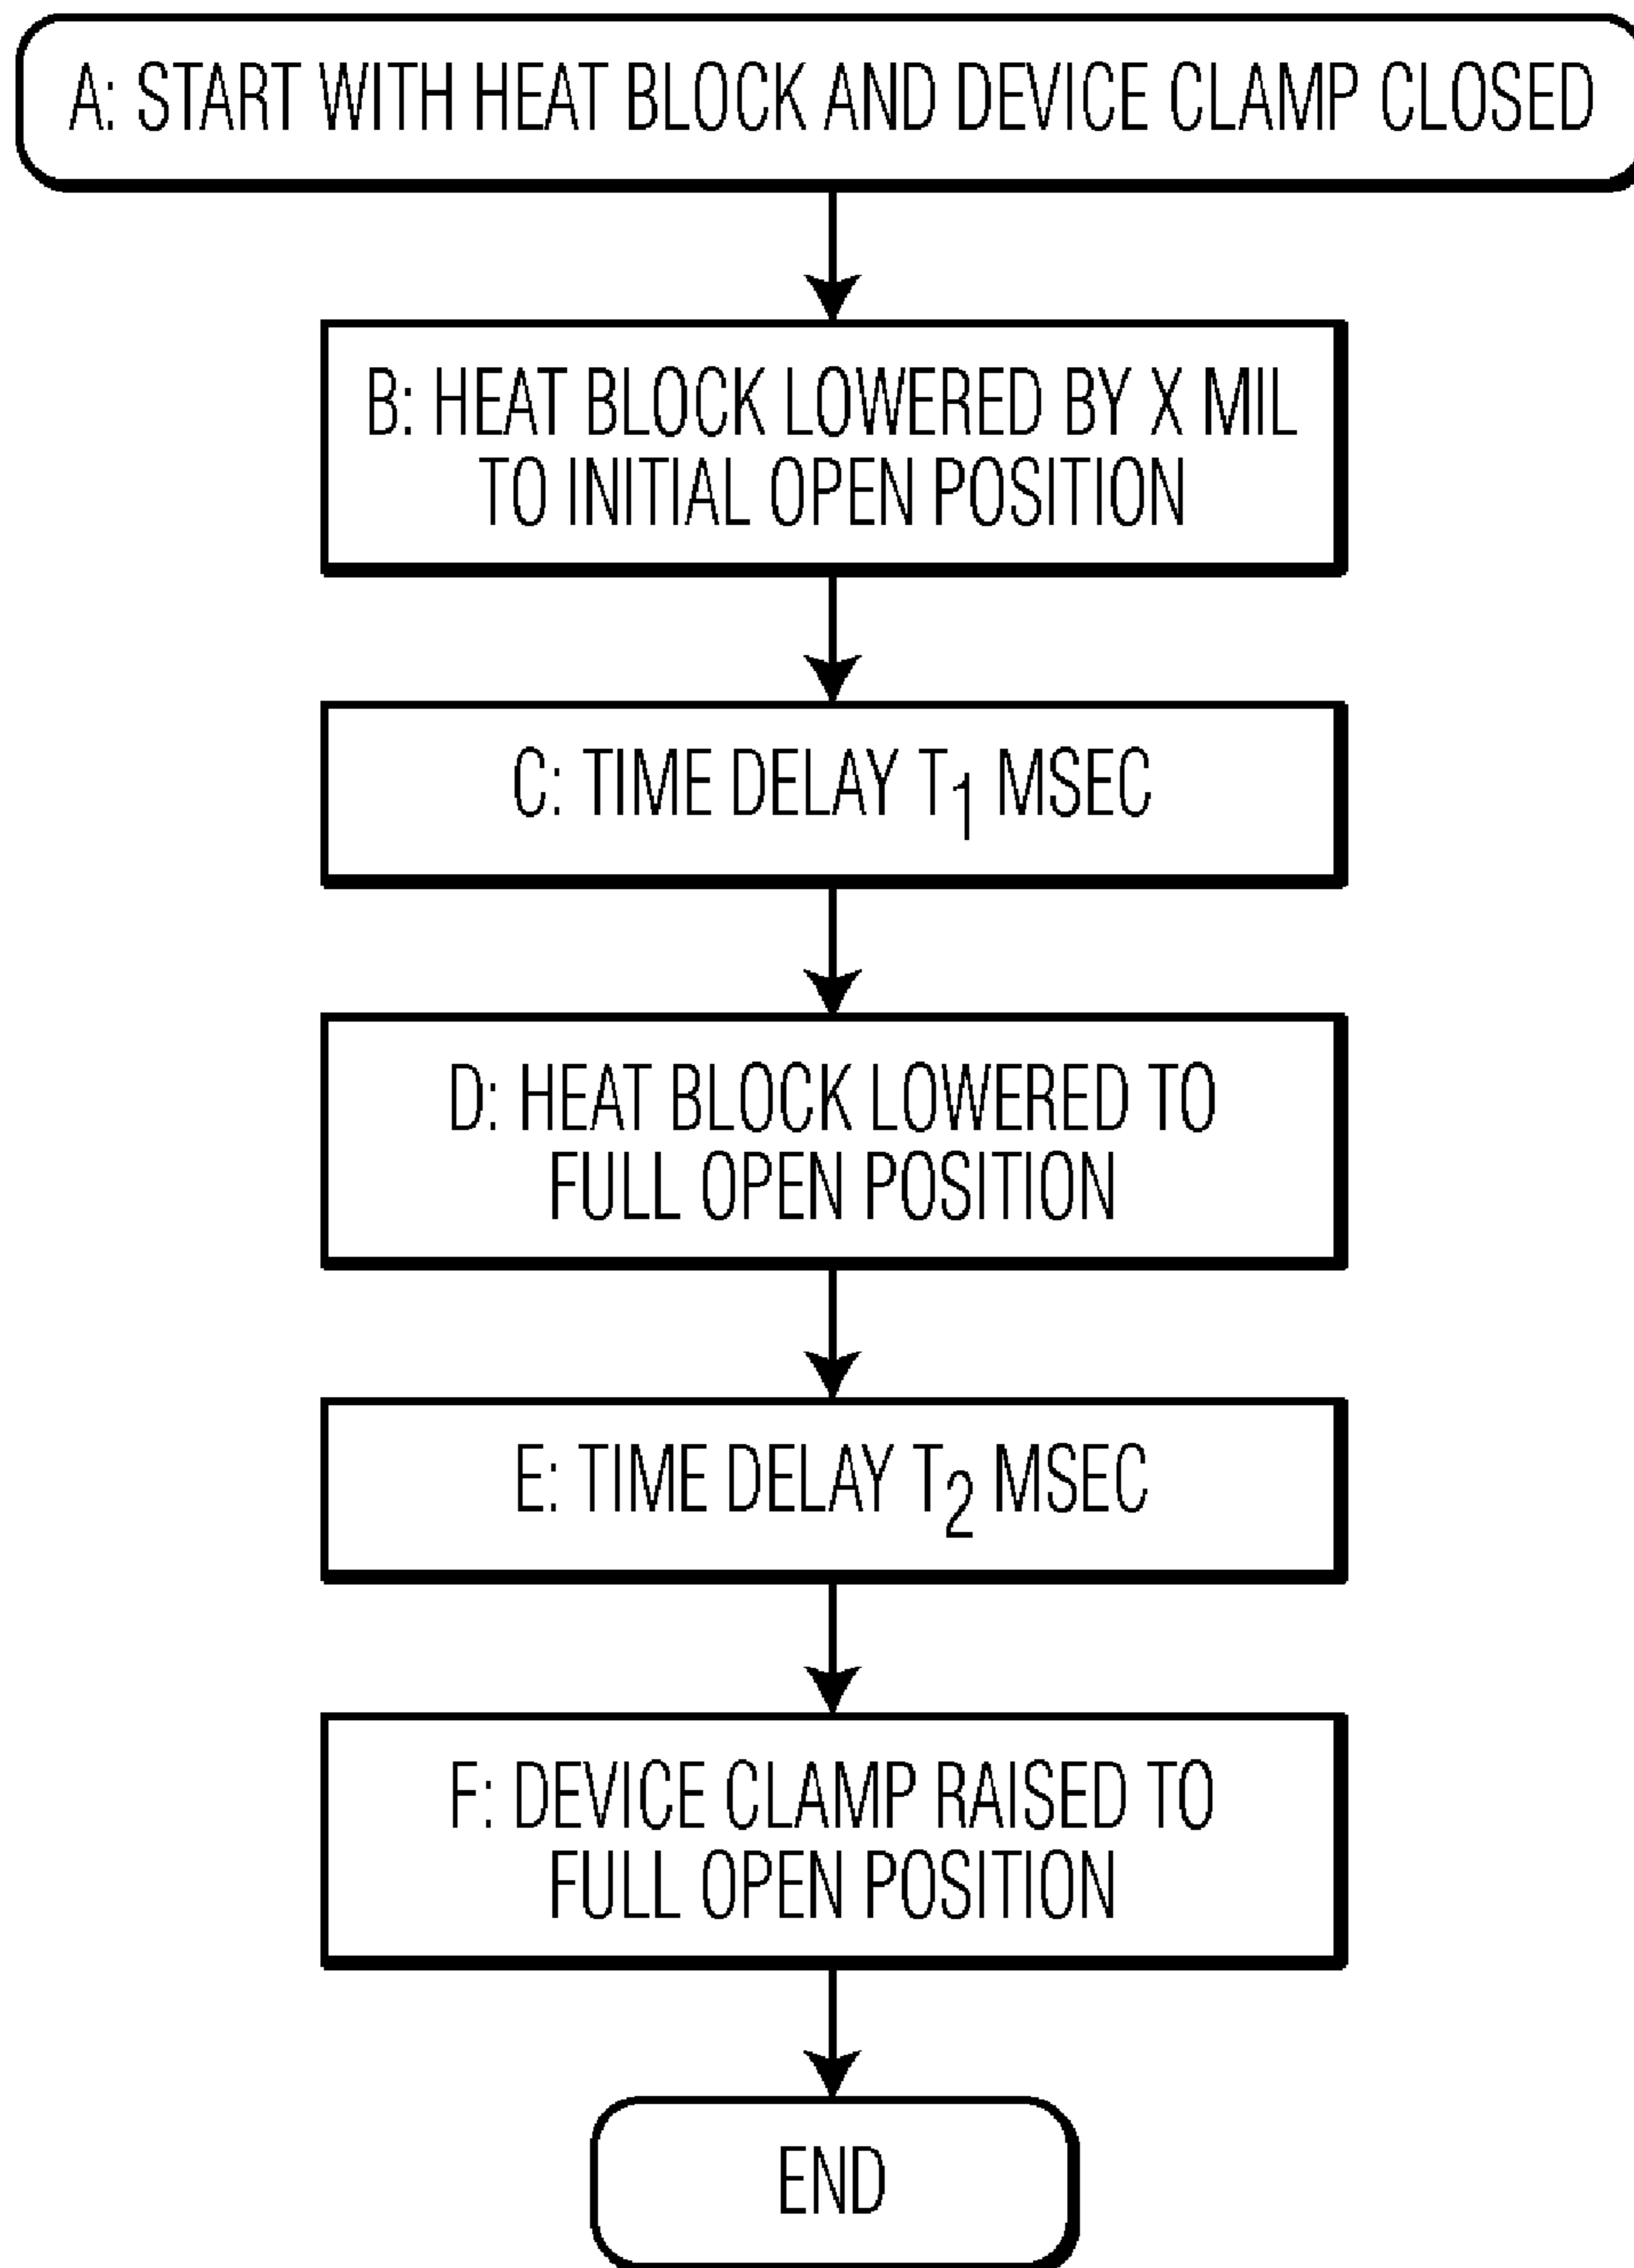 A: START WITH HEAT BLOCK AND DEVICE CLAMP CLOSED
B: HEAT BLOCK LOWERED BY X MIL
TO INITIAL OPEN POSITION
C: TIME DELAY T1 MSEC
D: HEAT BLOCK LOWERED TO
FULL OPEN POSITION
E: TIME DELAY T2 MSEC
F: DEVICE CLAMP RAISED TO
FULL OPEN POSITION
END